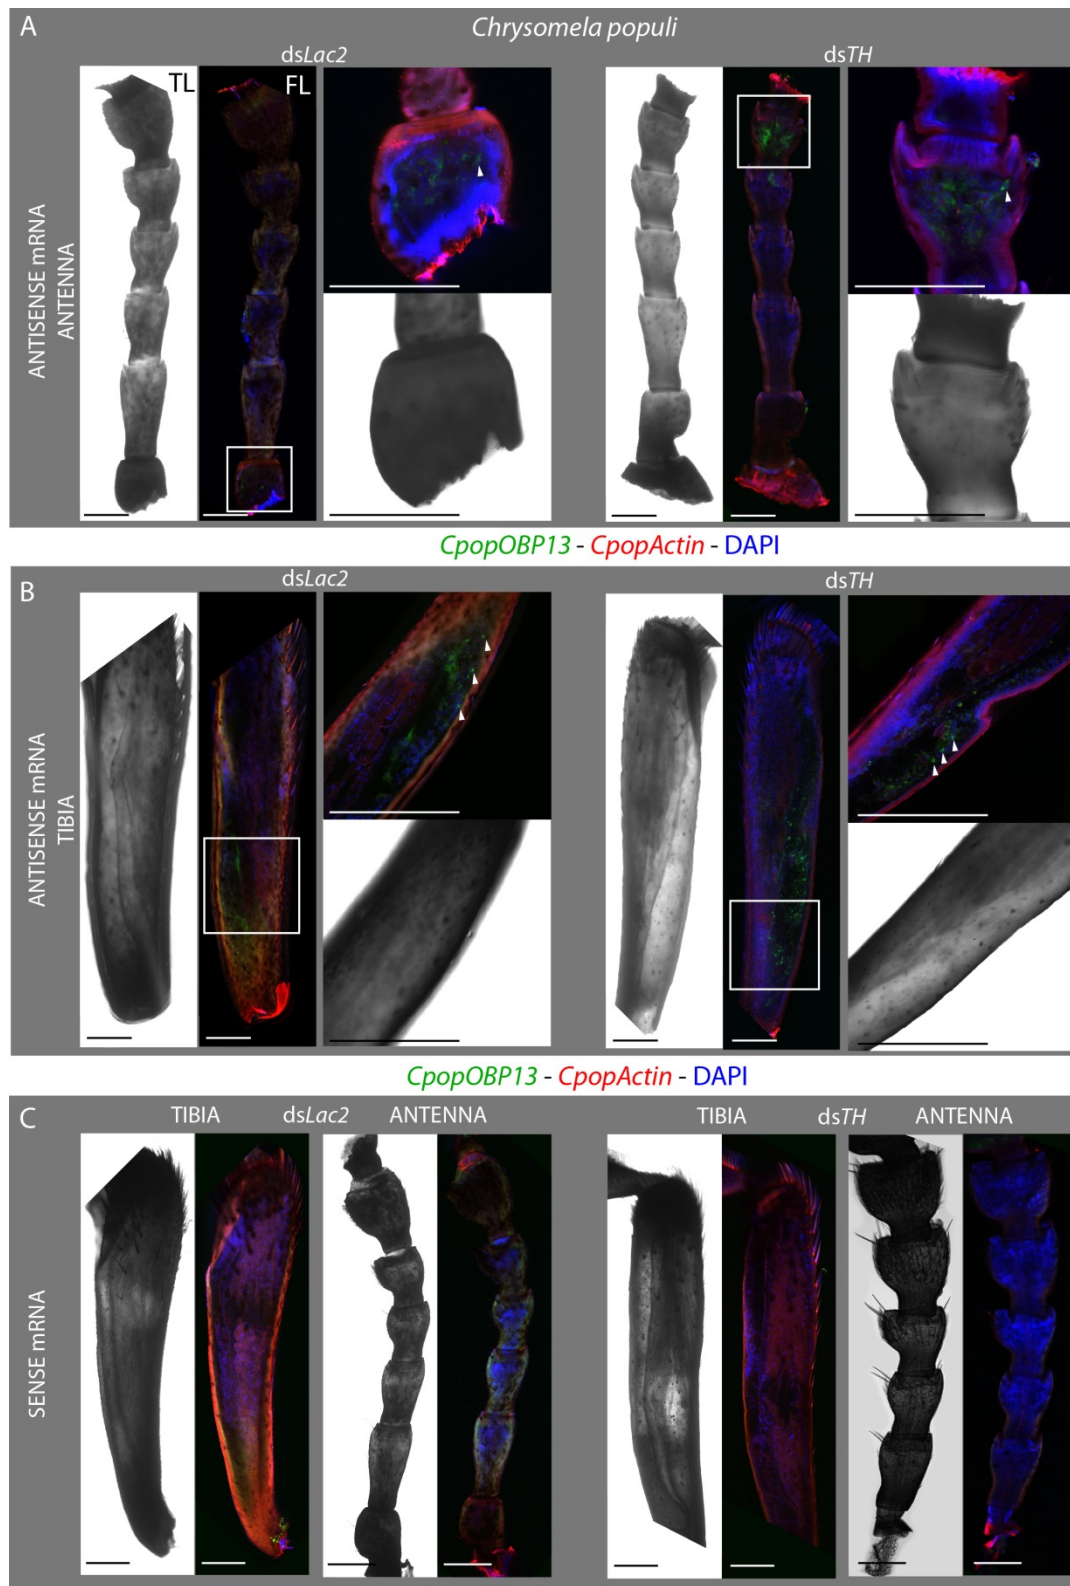 A
Chrysomela populi
dsLac2
dsTH
TL
FL
ANTISENSE mRNA
ANTENNA
CpopOBP13 - CpopActin - DAPI
B
dsLac2
dsTH
ANTISENSE mRNA
TIBIA
CpopOBP13 - CpopActin - DAPI
C
TIBIA dsLac2 ANTENNA
TIBIA dsTH ANTENNA
SENSE mRNA